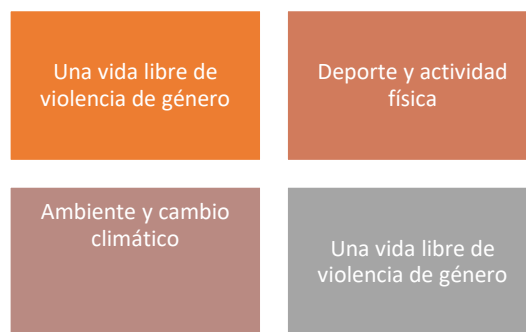 Una vida libre de
violencia de género
Deporte y actividad
física
Ambiente y cambio
climático
Una vida libre de
violencia de género